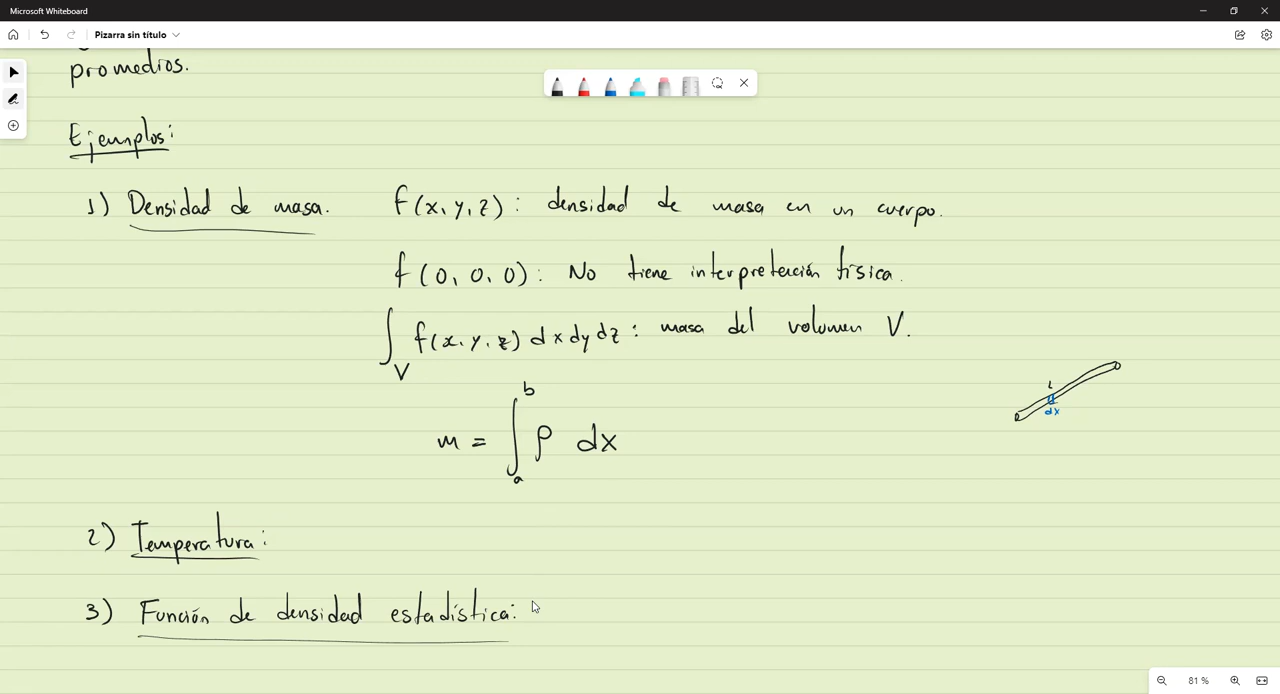 Microsoft Whiteboard
Pizarra sin título
promedios.
Ejemplos:
1) Densidad de masa. f(x, y, z): densidad de masa en un cuerpo.
f(0, 0, 0): No tiene interpretación física.
∫_V f(x, y, z) dx dy dz: masa del volumen V.
m = ∫_a^b ρ dx
dx
2) Temperatura:
3) Función de densidad estadística:
81 %